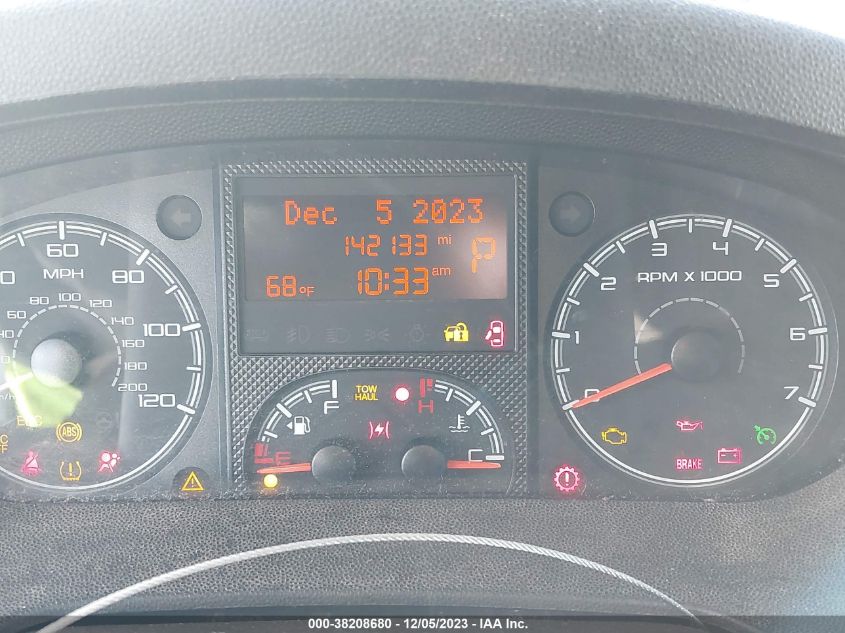 Dec 5 2023
142133 mi P
68°F 10:33 am
60
80
100
120
MPH
60
80
100
120
140
160
180
200
ABS
F
E
TOW
HAUL
H
C
RPM X 1000
0
1
2
3
4
5
6
7
BRAKE
000-38208680 - 12/05/2023 - IAA Inc.